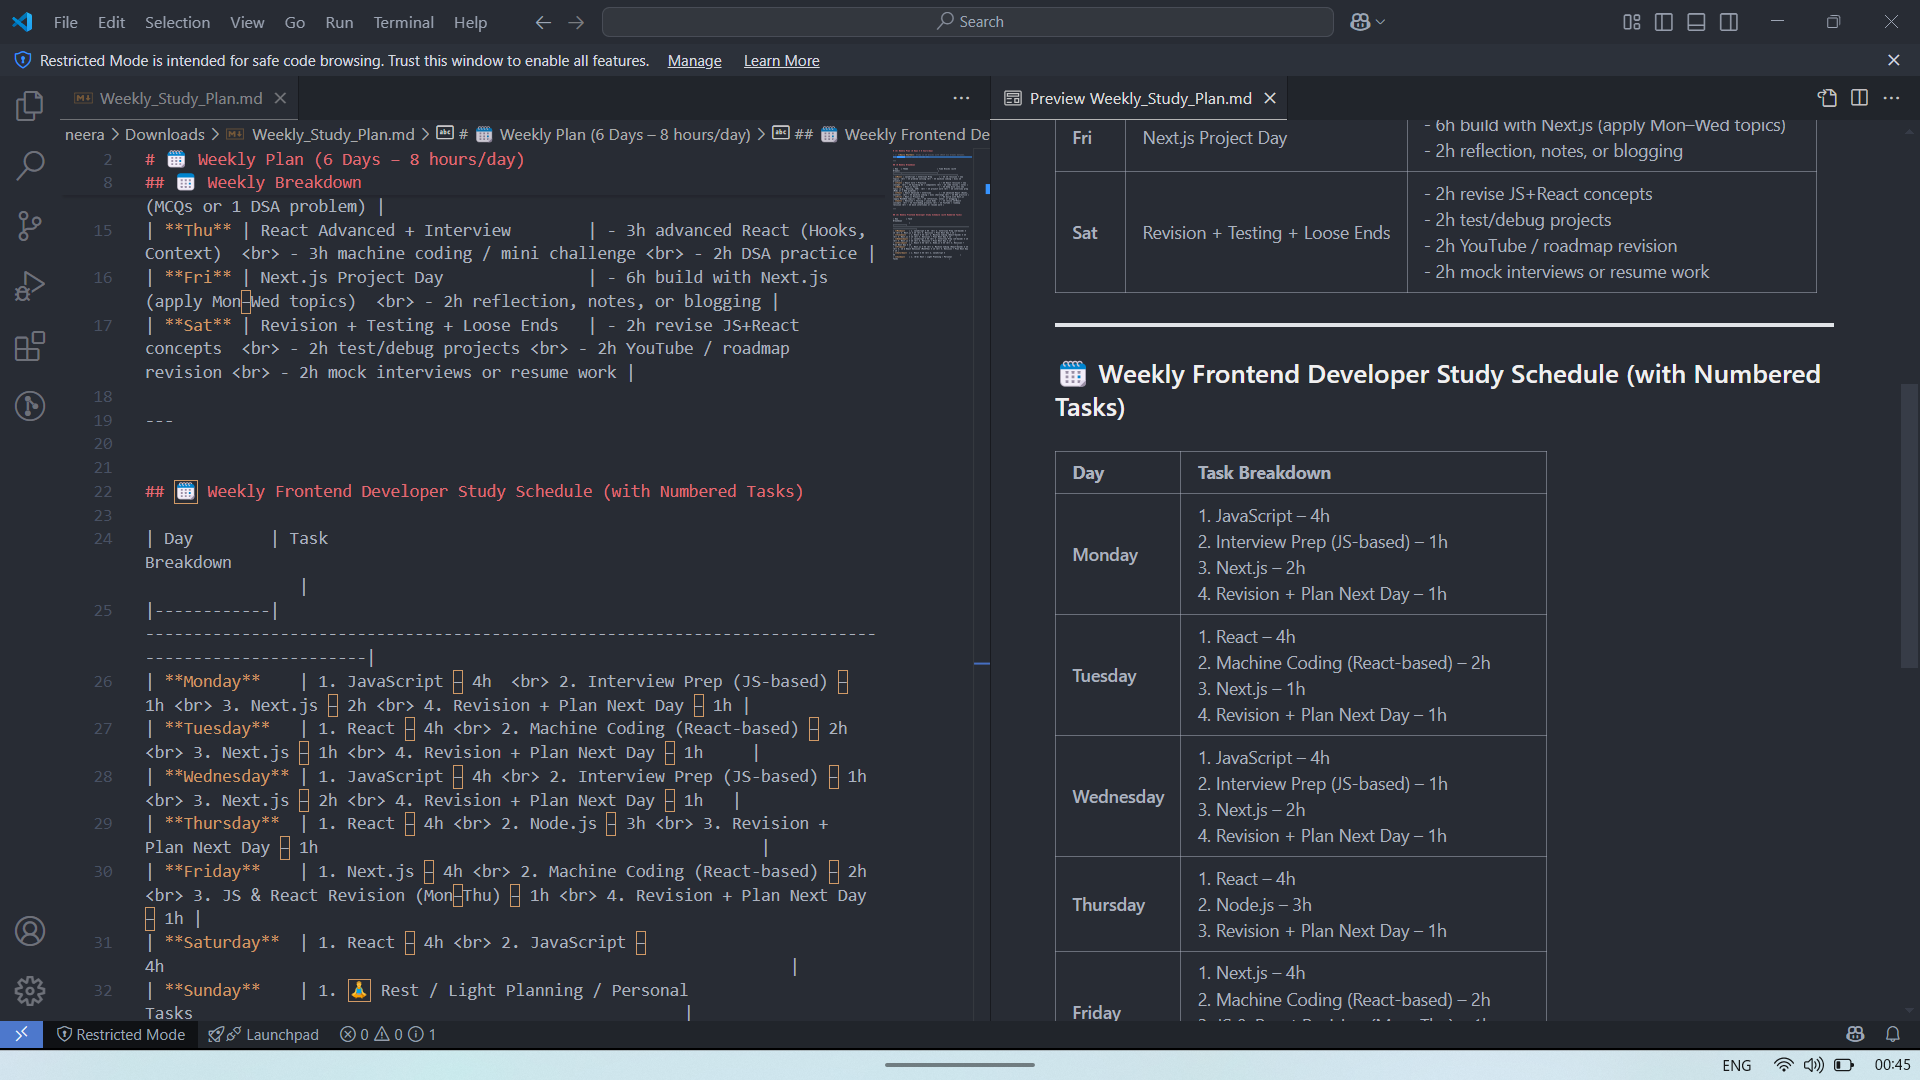 File Edit Selection View Go Run Terminal Help
Search
Restricted Mode is intended for safe code browsing. Trust this window to enable all features. Manage Learn More
Weekly_Study_Plan.md
neera > Downloads > Weekly_Study_Plan.md > # 🗓️ Weekly Plan (6 Days – 8 hours/day) > ## 🗓️ Weekly Frontend De
2 # 🗓️ Weekly Plan (6 Days – 8 hours/day)
8 ## 🗓️ Weekly Breakdown
(MCQs or 1 DSA problem) |
15 | **Thu** | React Advanced + Interview | - 3h advanced React (Hooks,
Context) <br> - 3h machine coding / mini challenge <br> - 2h DSA practice |
16 | **Fri** | Next.js Project Day | - 6h build with Next.js
(apply Mon–Wed topics) <br> - 2h reflection, notes, or blogging |
17 | **Sat** | Revision + Testing + Loose Ends | - 2h revise JS+React
concepts <br> - 2h test/debug projects <br> - 2h YouTube / roadmap
revision <br> - 2h mock interviews or resume work |
18
19 ---
20
21
22 ## 🗓️ Weekly Frontend Developer Study Schedule (with Numbered Tasks)
23
24 | Day | Task
Breakdown
|
25 |------------|
----------------------------------------------------------------------------
-----------------------|
26 | **Monday** | 1. JavaScript – 4h <br> 2. Interview Prep (JS-based) –
1h <br> 3. Next.js – 2h <br> 4. Revision + Plan Next Day – 1h |
27 | **Tuesday** | 1. React – 4h <br> 2. Machine Coding (React-based) – 2h
<br> 3. Next.js – 1h <br> 4. Revision + Plan Next Day – 1h |
28 | **Wednesday** | 1. JavaScript – 4h <br> 2. Interview Prep (JS-based) – 1h
<br> 3. Next.js – 2h <br> 4. Revision + Plan Next Day – 1h |
29 | **Thursday** | 1. React – 4h <br> 2. Node.js – 3h <br> 3. Revision +
Plan Next Day – 1h |
30 | **Friday** | 1. Next.js – 4h <br> 2. Machine Coding (React-based) – 2h
<br> 3. JS & React Revision (Mon–Thu) – 1h <br> 4. Revision + Plan Next Day
– 1h |
31 | **Saturday** | 1. React – 4h <br> 2. JavaScript –
4h |
32 | **Sunday** | 1. 🧘 Rest / Light Planning / Personal
Tasks |
Preview Weekly_Study_Plan.md
Fri
Next.js Project Day
- 6h build with Next.js (apply Mon–Wed topics)
- 2h reflection, notes, or blogging
Sat
Revision + Testing + Loose Ends
- 2h revise JS+React concepts
- 2h test/debug projects
- 2h YouTube / roadmap revision
- 2h mock interviews or resume work
🗓️ Weekly Frontend Developer Study Schedule (with Numbered
Tasks)
Day Task Breakdown
Monday
1. JavaScript – 4h
2. Interview Prep (JS-based) – 1h
3. Next.js – 2h
4. Revision + Plan Next Day – 1h
Tuesday
1. React – 4h
2. Machine Coding (React-based) – 2h
3. Next.js – 1h
4. Revision + Plan Next Day – 1h
Wednesday
1. JavaScript – 4h
2. Interview Prep (JS-based) – 1h
3. Next.js – 2h
4. Revision + Plan Next Day – 1h
Thursday
1. React – 4h
2. Node.js – 3h
3. Revision + Plan Next Day – 1h
Friday
1. Next.js – 4h
2. Machine Coding (React-based) – 2h
Restricted Mode Launchpad 0 0 1
ENG 00:45